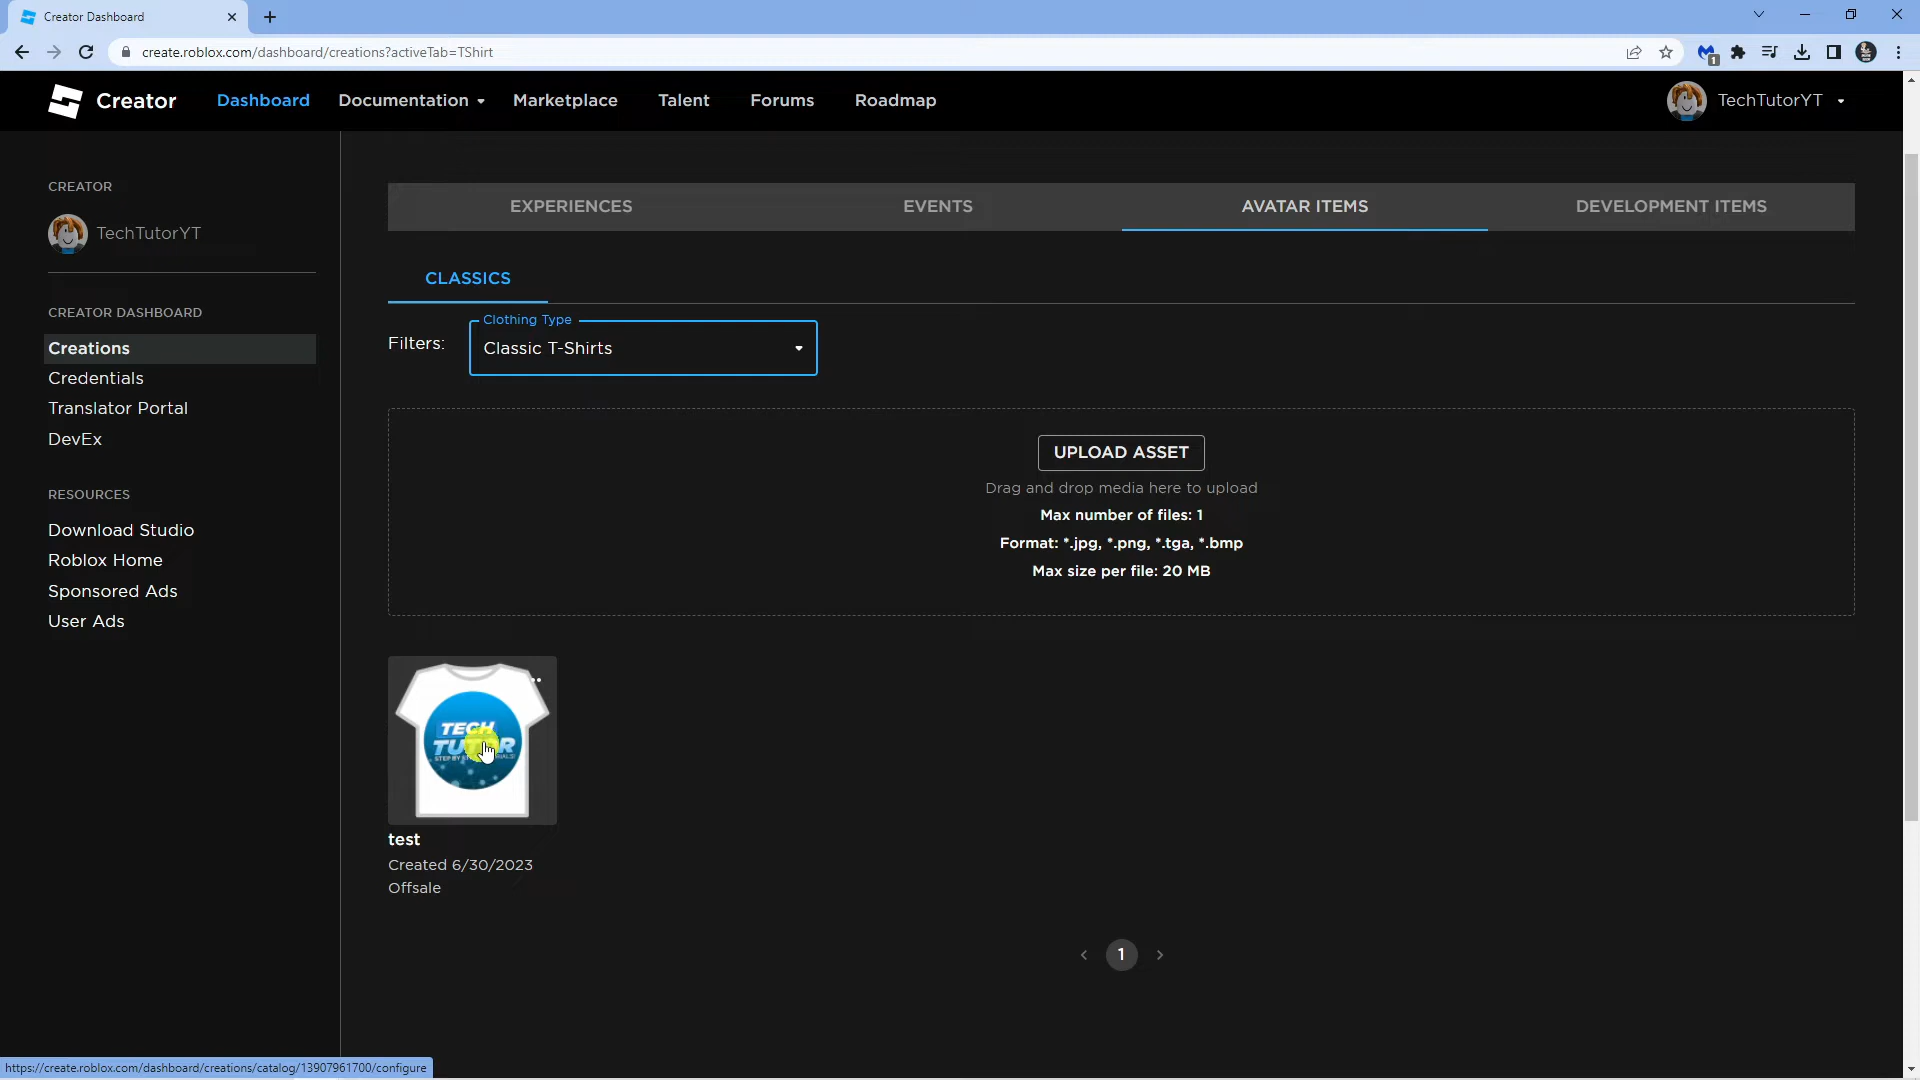 Creator Dashboard
create.roblox.com/dashboard/creations?activeTab=TShirt
1
Creator
Dashboard
Documentation
Marketplace
Talent
Forums
Roadmap
TechTutorYT
CREATOR
TechTutorYT
CREATOR DASHBOARD
Creations
Credentials
Translator Portal
DevEx
RESOURCES
Download Studio
Roblox Home
Sponsored Ads
User Ads
EXPERIENCES
EVENTS
AVATAR ITEMS
DEVELOPMENT ITEMS
CLASSICS
Filters:
Clothing Type
Classic T-Shirts
UPLOAD ASSET
Drag and drop media here to upload
Max number of files: 1
Format: *.jpg, *.png, *.tga, *.bmp
Max size per file: 20 MB
TECH
TUTOR
test
Created 6/30/2023
Offsale
1
https://create.roblox.com/dashboard/creations/catalog/13907961700/configure